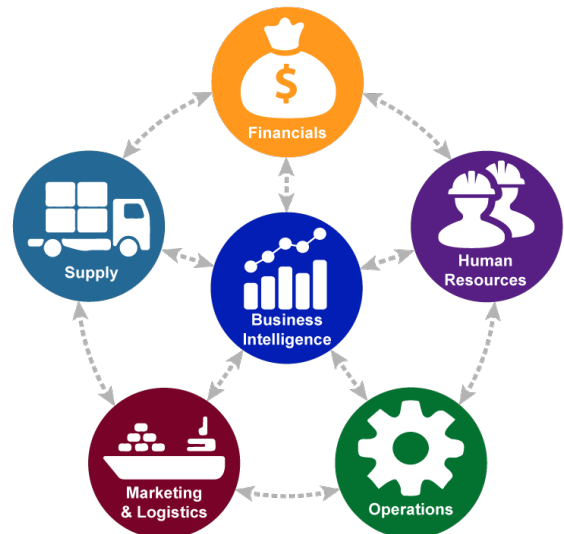 $
Financials
Supply
Human
Resources
Business
Intelligence
Marketing
& Logistics
Operations